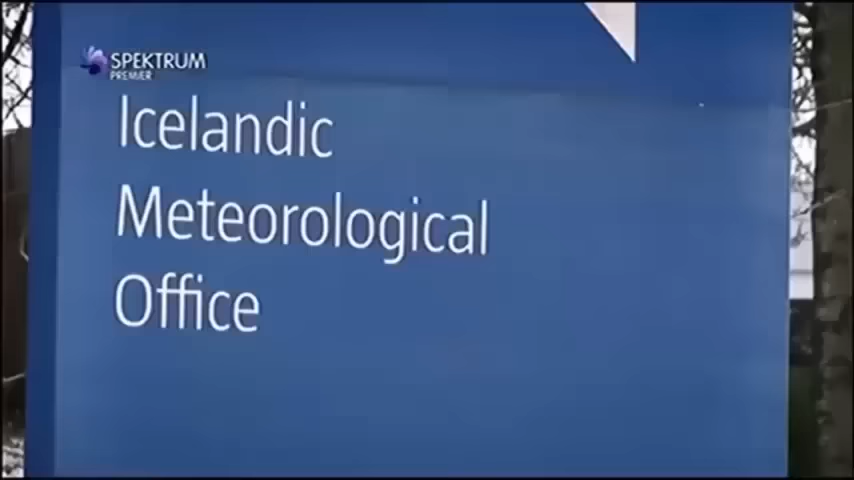 SPEKTRUM
PREMIER
Icelandic
Meteorological
Office